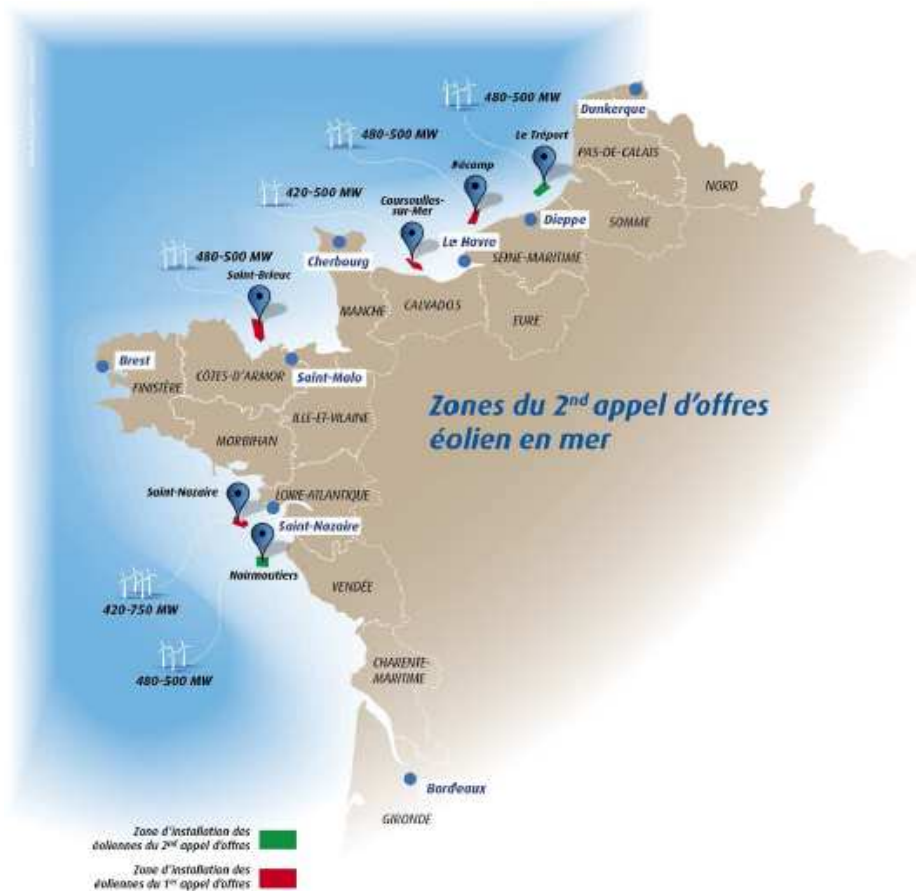 480-500 MW
Dunkerque
480-500 MW
Le Tréport
PAS-DE-CALAIS
Fécamp
NORD
420-500 MW
Courseulles-
sur-Mer
Dieppe
SOMME
480-500 MW
Le Havre
SEINE-MARITIME
Cherbourg
Saint-Brieuc
MANCHE
CALVADOS
EURE
Brest
FINISTÈRE
CÔTES-D'ARMOR
Saint-Malo
Zones du 2nd appel d'offres
éolien en mer
ILLE-ET-VILAINE
MORBIHAN
Saint-Nazaire
LOIRE-ATLANTIQUE
Saint-Nazaire
Noirmoutiers
VENDÉE
420-750 MW
480-500 MW
CHARENTE-
MARITIME
Bordeaux
GIRONDE
Zone d'installation des
éoliennes du 2nd appel d'offres
Zone d'installation des
éoliennes du 1er appel d'offres